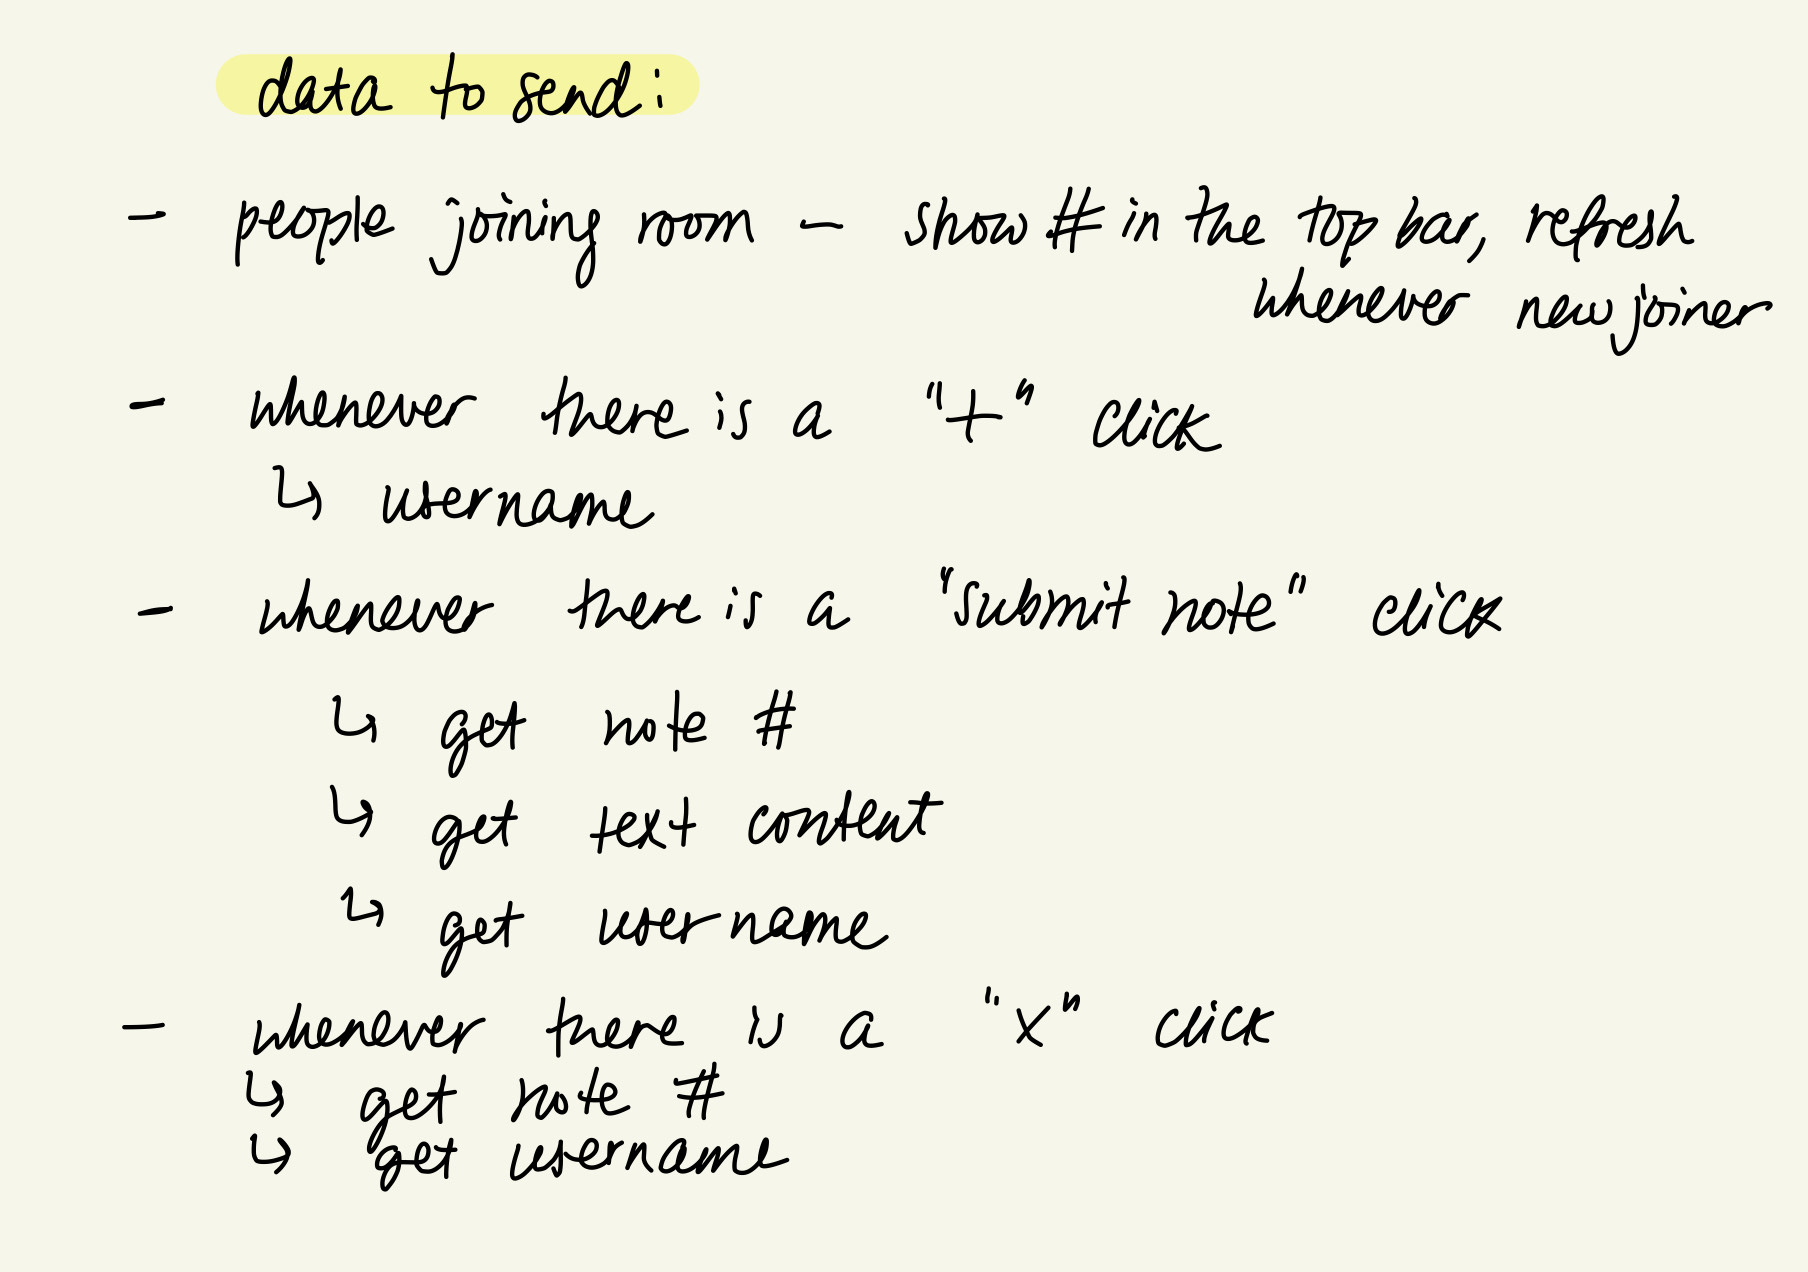 data to send:
- people joining room - show # in the top bar, refresh
whenever new joiner
- whenever there is a "+" click
↳ username
- whenever there is a "submit note" click
↳ get note #
↳ get text content
↳ get username
- whenever there is a "x" click
↳ get note #
↳ get username